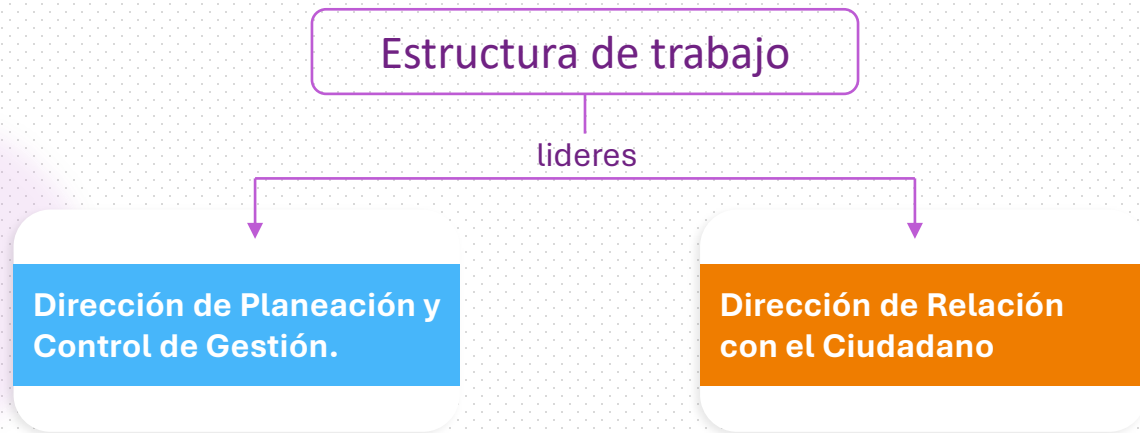 Estructura de trabajo
lideres
Dirección de Planeación y
Control de Gestión.
Dirección de Relación
con el Ciudadano